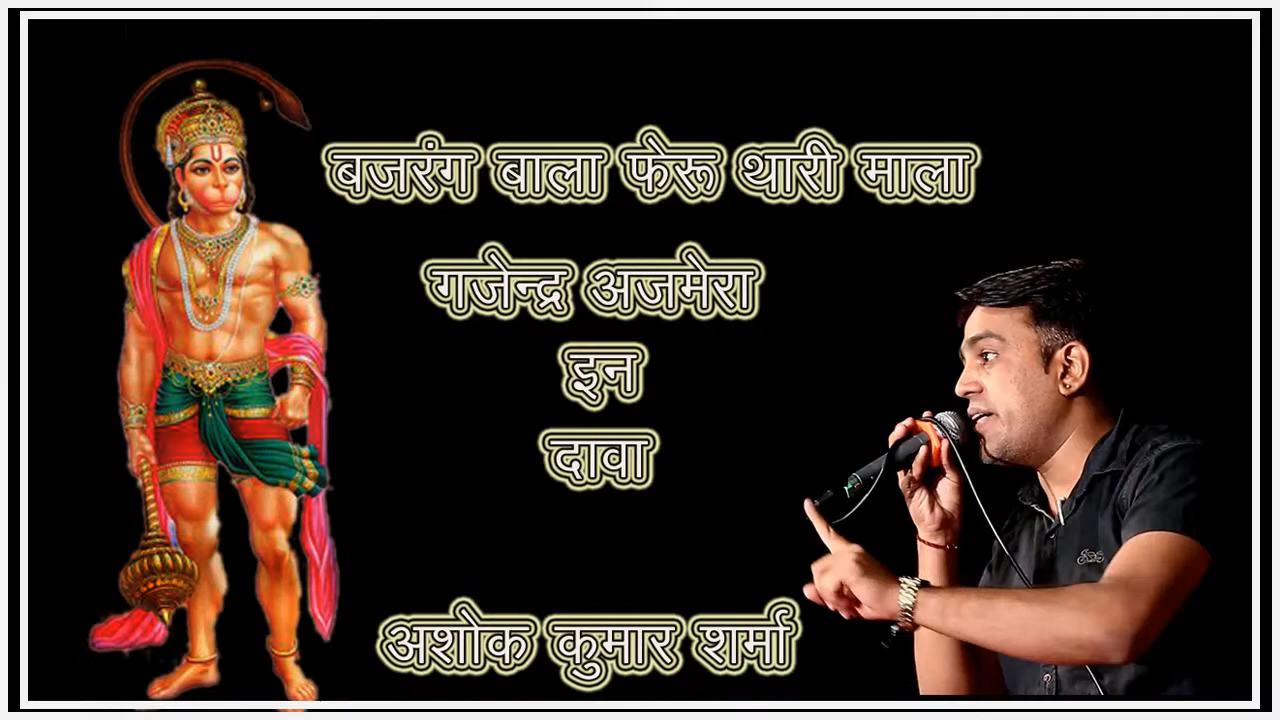 बजरंग बाला फेरू थारी माला
गजेन्द्र अजमेरा
इन
दावा
अशोक कुमार शर्मा